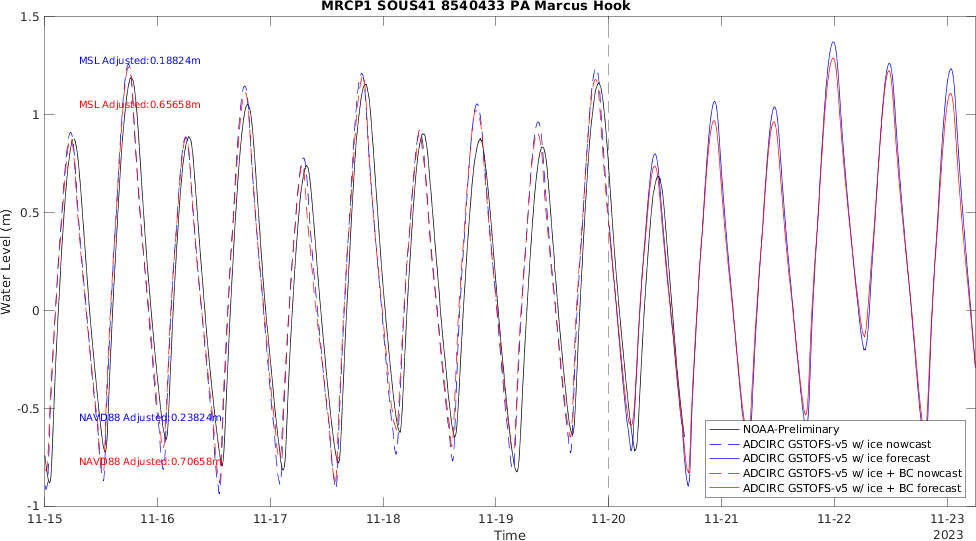 MRCP1 SOUS41 8540433 PA Marcus Hook
1.5
1
0.5
0
-0.5
-1
Water Level (m)
MSL Adjusted:0.18824m
MSL Adjusted:0.65658m
NAVD88 Adjusted:0.23824m
NAVD88 Adjusted:0.70658m
NOAA-Preliminary
ADCIRC GSTOFS-v5 w/ ice nowcast
ADCIRC GSTOFS-v5 w/ ice forecast
ADCIRC GSTOFS-v5 w/ ice + BC nowcast
ADCIRC GSTOFS-v5 w/ ice + BC forecast
11-15 11-16 11-17 11-18 11-19 11-20 11-21 11-22 11-23
Time
2023